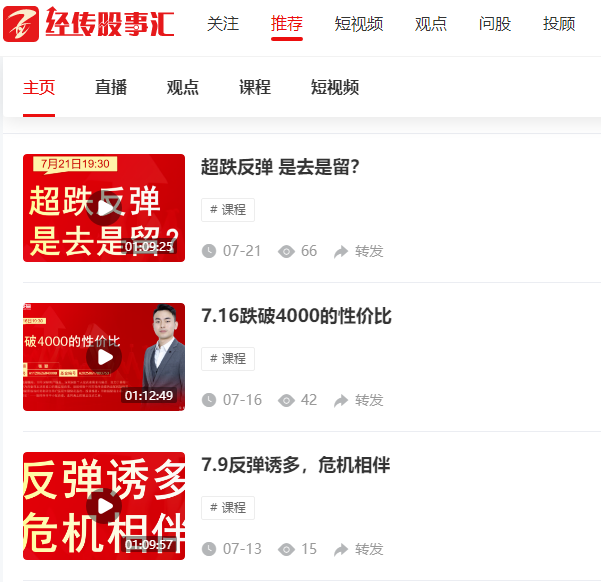 经传股事汇
关注 推荐 短视频 观点 问股 投顾
主页 直播 观点 课程 短视频
7月21日19:30
超跌反弹
是去是留?
01:09:25
超跌反弹 是去是留?
# 课程
07-21 66 转发
破4000的性价比
01:12:49
7.16跌破4000的性价比
# 课程
07-16 42 转发
反弹诱多
危机相伴
01:09:57
7.9反弹诱多，危机相伴
# 课程
07-13 15 转发